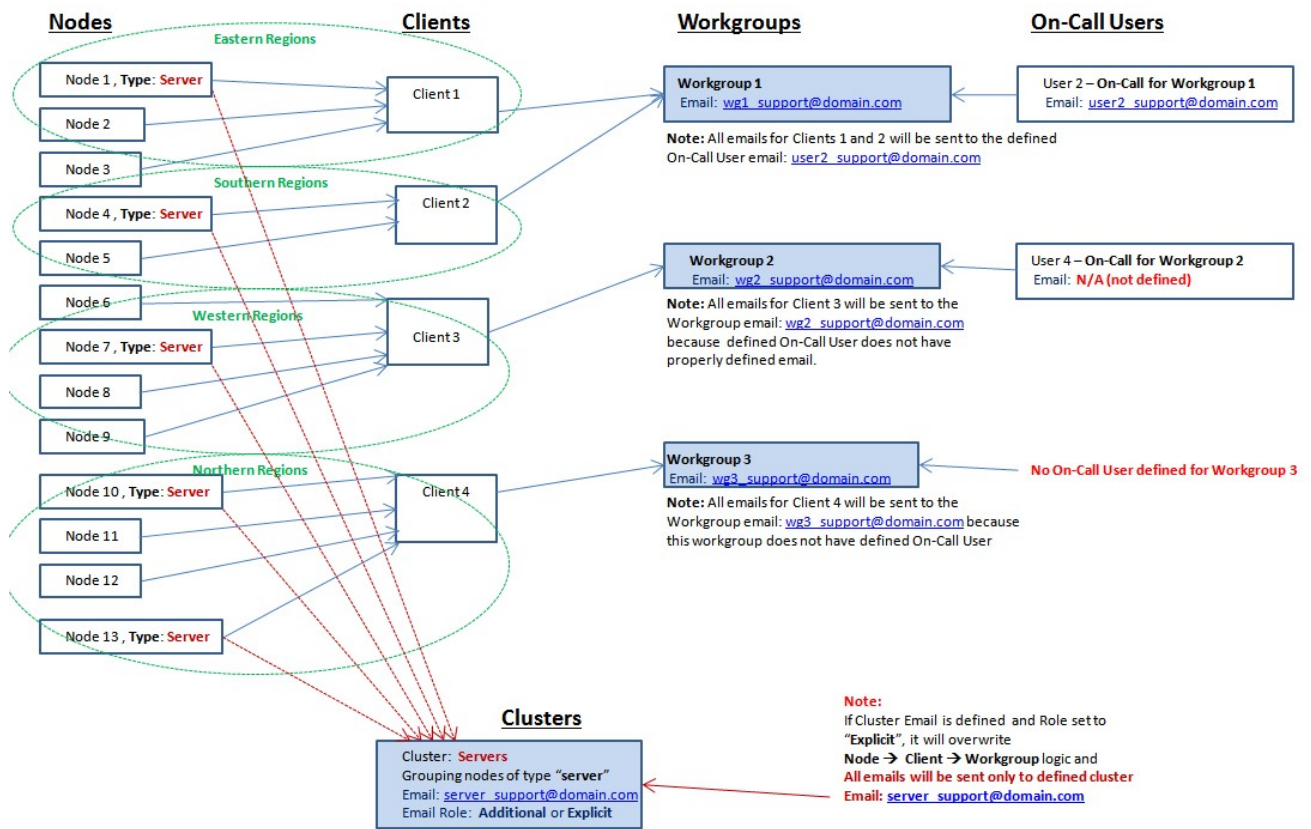 Nodes
Clients
Workgroups
On-Call Users
Eastern Regions
Node 1 , Type: Server
Node 2
Node 3
Client 1
Workgroup 1
Email: wg1_support@domain.com
User 2 – On-Call for Workgroup 1
Email: user2_support@domain.com
Note: All emails for Clients 1 and 2 will be sent to the defined
On-Call User email: user2_support@domain.com
Southern Regions
Node 4 , Type: Server
Node 5
Client 2
Node 6
Western Regions
Node 7 , Type: Server
Node 8
Node 9
Client 3
Workgroup 2
Email: wg2_support@domain.com
User 4 – On-Call for Workgroup 2
Email: N/A (not defined)
Note: All emails for Client 3 will be sent to the
Workgroup email: wg2_support@domain.com
because defined On-Call User does not have
properly defined email.
Northern Regions
Node 10 , Type: Server
Node 11
Node 12
Node 13 , Type: Server
Client 4
Workgroup 3
Email: wg3_support@domain.com
No On-Call User defined for Workgroup 3
Note: All emails for Client 4 will be sent to the
Workgroup email: wg3_support@domain.com because
this workgroup does not have defined On-Call User
Clusters
Cluster: Servers
Grouping nodes of type “server”
Email: server_support@domain.com
Email Role: Additional or Explicit
Note:
If Cluster Email is defined and Role set to
“Explicit”, it will overwrite
Node → Client → Workgroup logic and
All emails will be sent only to defined cluster
Email: server_support@domain.com